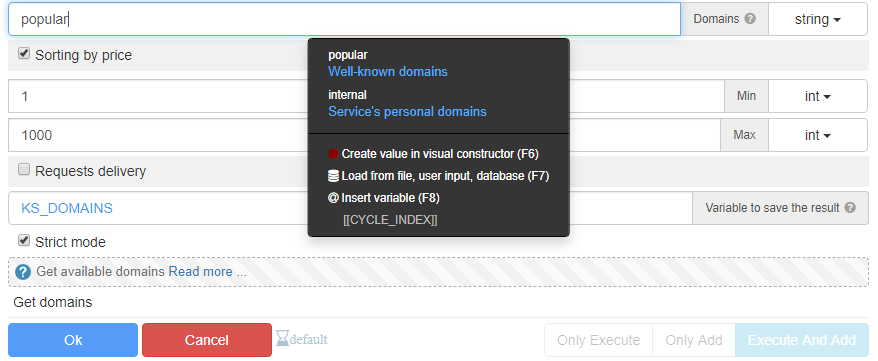 popular
Domains
string
Sorting by price
popular
Well-known domains
internal
Service's personal domains
1
Min
int
1000
Max
int
Create value in visual constructor (F6)
Requests delivery
Load from file, user input, database (F7)
@ Insert variable (F8)
KS_DOMAINS
[[CYCLE_INDEX]]
Variable to save the result
Strict mode
Get available domains Read more ...
Get domains
Ok
Cancel
default
Only Execute
Only Add
Execute And Add